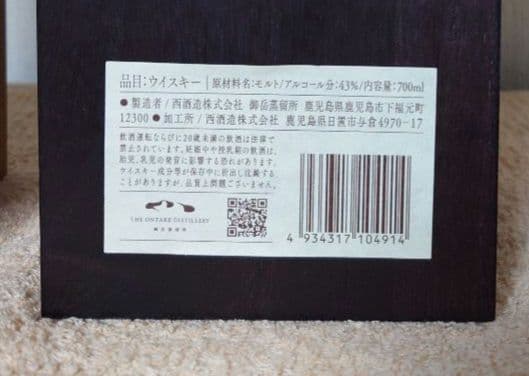 品目:ウイスキー｜原材料名:モルト/アルコール分:43%/内容量:700ml
● 製造者／西酒造株式会社 御岳蒸留所 鹿児島県鹿児島市下福元町
12300 ● 加工所／西酒造株式会社 鹿児島県日置市与倉4970-17
飲酒運転ならびに20歳未満の飲酒は法律で
禁止されています。妊娠中や授乳期の飲酒は、
胎児、乳児の発育に影響する恐れがあります。
ウイスキー成分等が保存中に析出し沈澱する
ことがありますが、品質上問題ございません。
THE ONTAKE DISTILLERY
御岳蒸留所
4 934317 104914